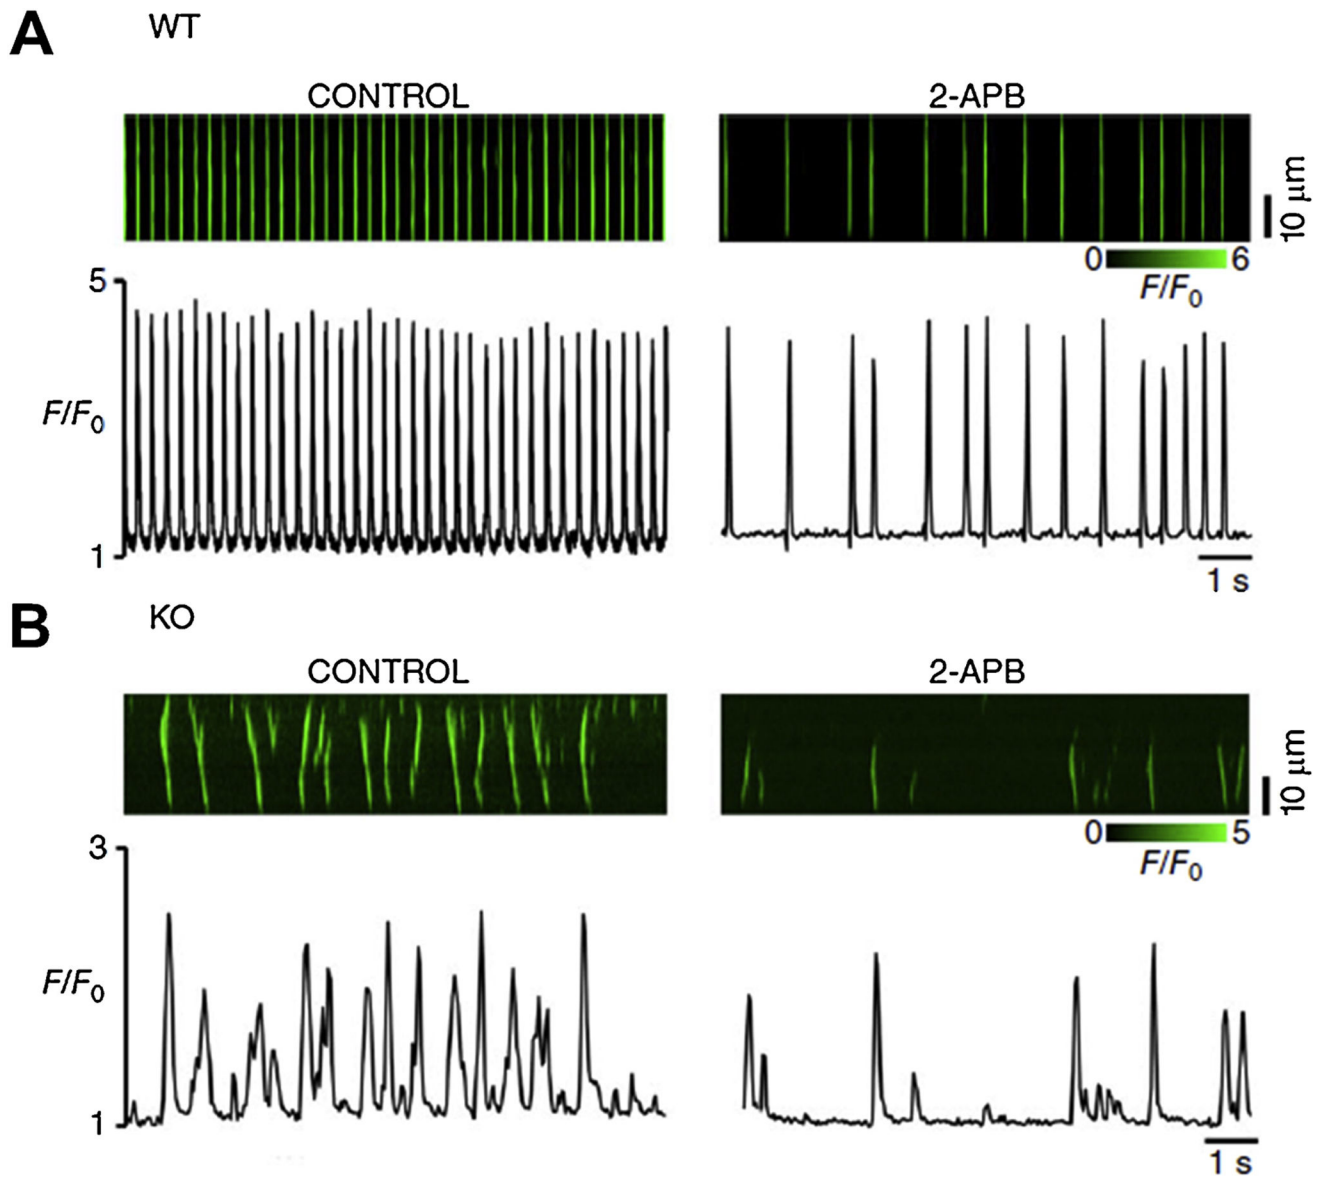 A WT
CONTROL 2-APB
10 µm
0 6
F/F0
5
F/F0
1
1 s
B KO
CONTROL 2-APB
10 µm
0 5
F/F0
3
F/F0
1
1 s